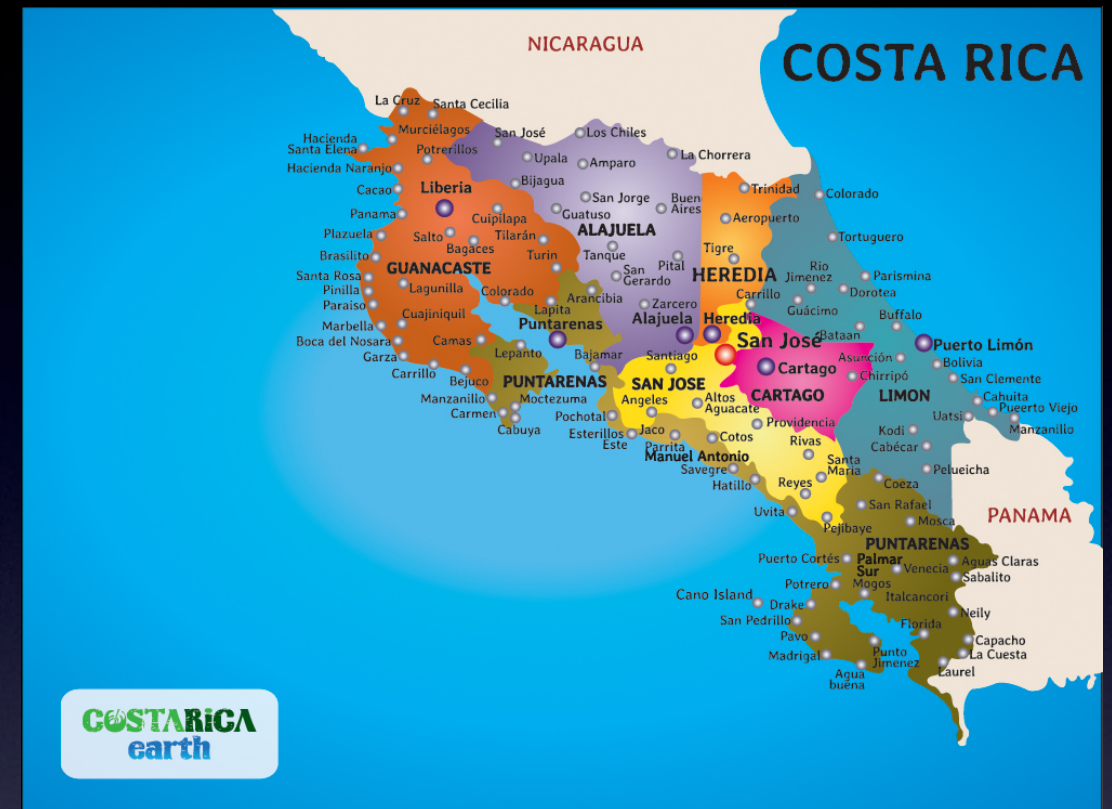 NICARAGUA
COSTA RICA
La Cruz
Santa Cecilia
Murciélagos
San José
Los Chiles
Hacienda
Santa Elena
Potrerillos
Upala
Amparo
La Chorrera
Hacienda Naranjo
Bijagua
Cacao
Liberia
San Jorge
Buen
Aires
Trinidad
Colorado
Panama
Cuipilapa
Guatuso
Aeropuerto
Plazuela
Salto
Tilarán
ALAJUELA
Tortuguero
Bagaces
Brasilito
Turin
Tanque
Tigre
GUANACASTE
San
Gerardo
Pital
HEREDIA
Rio
Jimenez
Parismina
Santa Rosa
Pinilla
Lagunilla
Colorado
Arancibia
Carrillo
Dorotea
Paraiso
Lapita
Zarcero
Guácimo
Cuajiniquil
Puntarenas
Alajuela
Heredia
Buffalo
Marbella
Bataan
Boca del Nosara
Camas
San José
Puerto Limón
Garza
Lepanto
Bajamar
Santiago
Asunción
Bolivia
Carrillo
Cartago
Chirripó
San Clemente
Bejuco
PUNTARENAS
SAN JOSE
CARTAGO
LIMON
Manzanillo
Moctezuma
Angeles
Altos
Aguacate
Cahuita
Carmen
Pochotal
Puerto Viejo
Uatsi
Cabuya
Esterillos
Este
Jaco
Providencia
Kodi
Manzanillo
Parrita
Cotos
Rivas
Cabécar
Manuel Antonio
Santa
Maria
Savegre
Pelueicha
Hatillo
Reyes
Coeza
Uvita
San Rafael
PANAMA
Pejibaye
Mosca
PUNTARENAS
Puerto Cortés
Palmar
Sur
Venecia
Aguas Claras
Sabalito
Potrero
Mogos
Cano Island
Drake
Italcancori
San Pedrillo
Neily
Florida
Pavo
Capacho
Madrigal
Punto
Jimenez
La Cuesta
Agua
buena
Laurel
COSTARiCA
earth